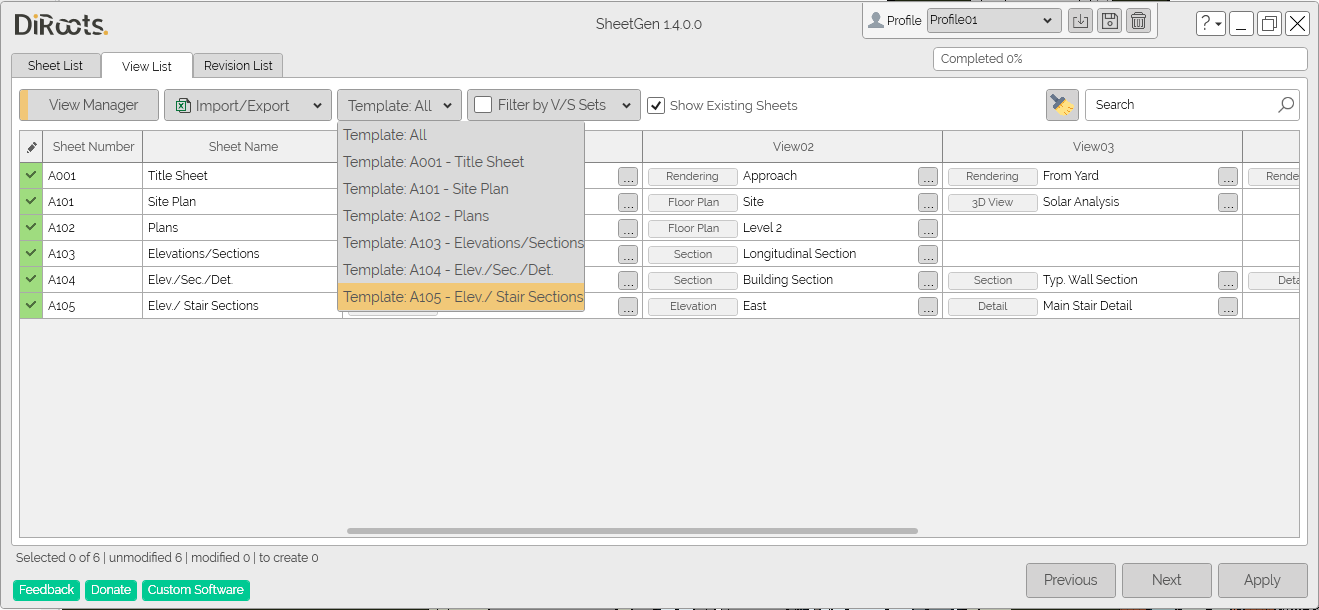 DiRoots.
SheetGen 1.4.0.0
Profile Profile01
?
Sheet List View List Revision List
Completed 0%
View Manager Import/Export Template: All Filter by V/S Sets Show Existing Sheets Search
Template: All
Template: A001 - Title Sheet
Template: A101 - Site Plan
Template: A102 - Plans
Template: A103 - Elevations/Sections
Template: A104 - Elev./Sec./Det.
Template: A105 - Elev./ Stair Sections
Sheet Number Sheet Name View02 View03
A001 Title Sheet ... Rendering Approach ... Rendering From Yard ... Rende
A101 Site Plan ... Floor Plan Site ... 3D View Solar Analysis ...
A102 Plans ... Floor Plan Level 2 ...
A103 Elevations/Sections ... Section Longitudinal Section ...
A104 Elev./Sec./Det. ... Section Building Section ... Section Typ. Wall Section ... Deta
A105 Elev./ Stair Sections ... Elevation East ... Detail Main Stair Detail ...
Selected 0 of 6 | unmodified 6 | modified 0 | to create 0
Feedback Donate Custom Software
Previous Next Apply